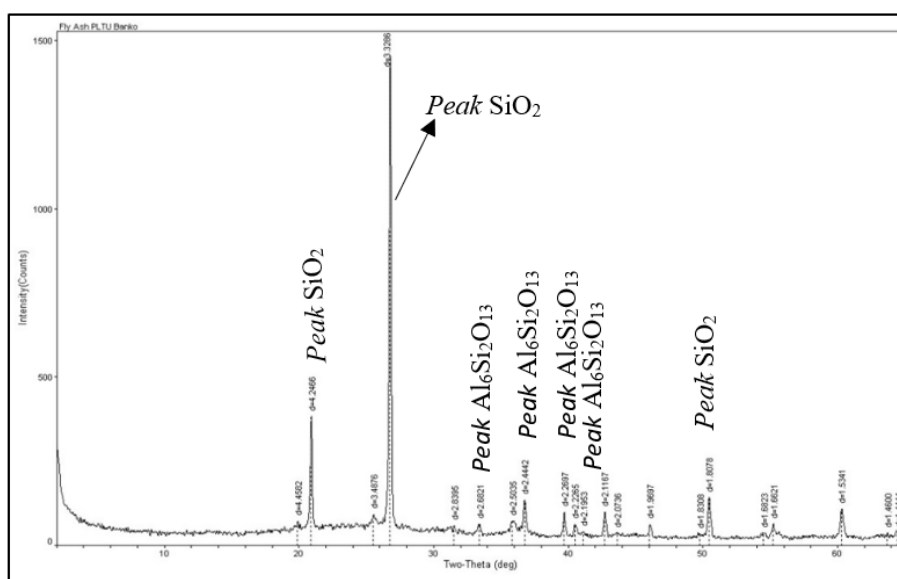 Fly Ash PLTU Banko
1500
1000
500
0
Intensity(Counts)
Peak SiO₂
Peak SiO₂
Peak Al₆Si₂O₁₃
Peak Al₆Si₂O₁₃
Peak Al₆Si₂O₁₃
Peak Al₆Si₂O₁₃
Peak SiO₂
d=4.4582
d=4.2466
d=3.4876
d=3.3286
d=2.8395
d=2.6821
d=2.5035
d=2.4442
d=2.2697
d=2.2265
d=2.1953
d=2.1167
d=2.0736
d=1.9697
d=1.8308
d=1.8078
d=1.6823
d=1.6621
d=1.5341
d=1.4600
10
20
30
40
50
60
Two-Theta (deg)